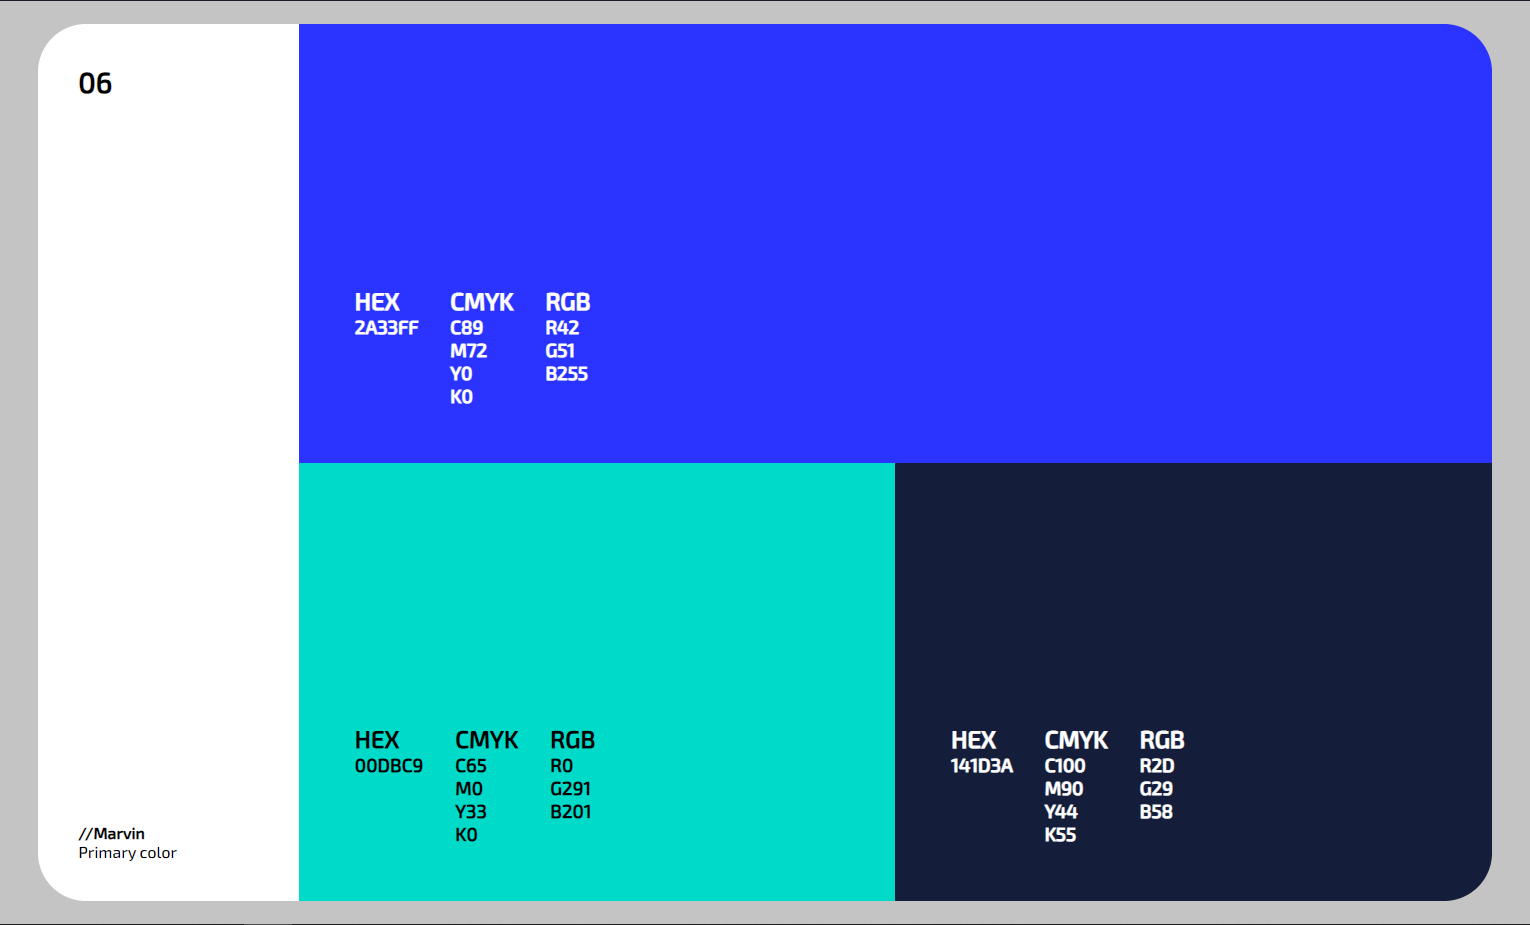 06
HEX CMYK RGB
2A33FF C89 R42
M72 G51
Y0 B255
K0
HEX CMYK RGB
00DBC9 C65 R0
M0 G291
Y33 B201
K0
HEX CMYK RGB
141D3A C100 R2D
M90 G29
Y44 B58
K55
//Marvin
Primary color